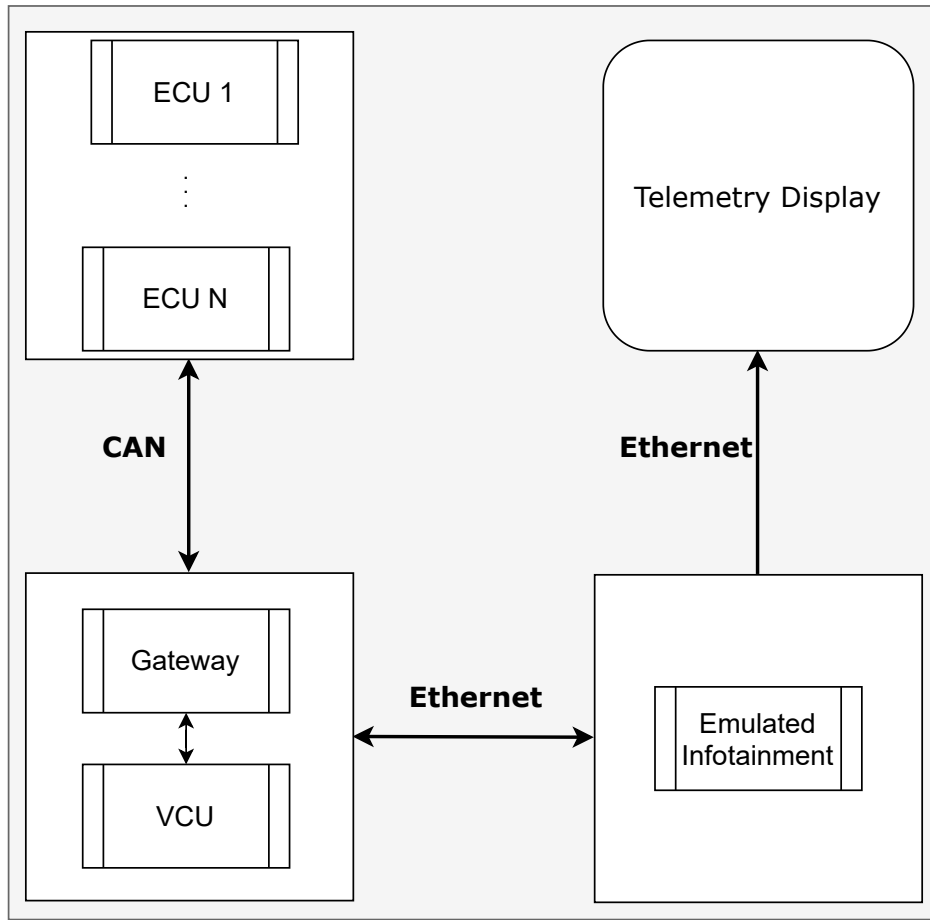 ECU 1
. . .
ECU N
Telemetry Display
CAN
Ethernet
Gateway
VCU
Ethernet
Emulated
Infotainment